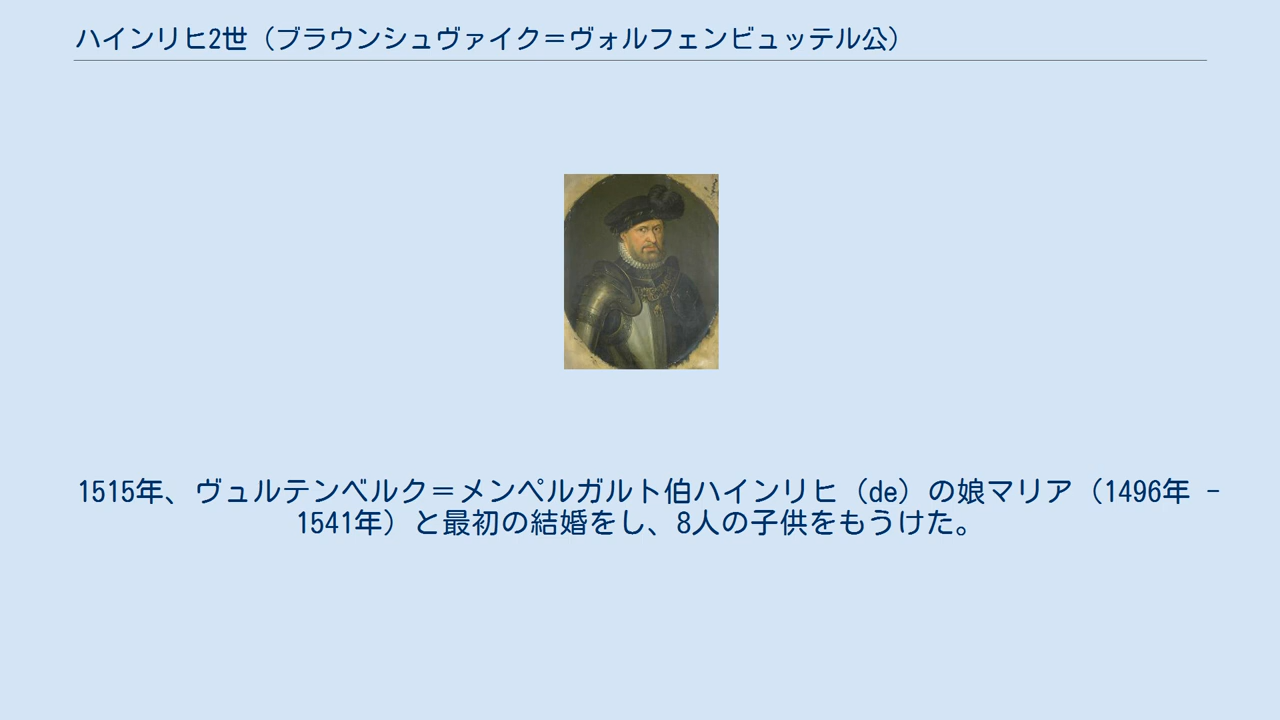 ハインリヒ2世（ブラウンシュヴァイク＝ヴォルフェンビュッテル公）
1515年、ヴュルテンベルク＝メンペルガルト伯ハインリヒ（de）の娘マリア（1496年 -
1541年）と最初の結婚をし、8人の子供をもうけた。